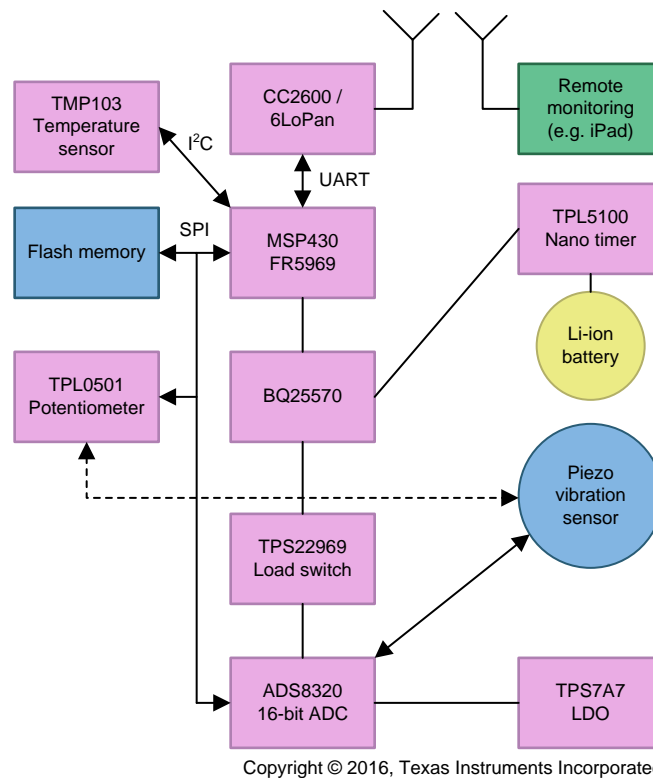 CC2600 /
6LoPan
Remote
monitoring
(e.g. iPad)
TMP103
Temperature
sensor
I²C
UART
TPL5100
Nano timer
SPI
Flash memory
MSP430
FR5969
Li-ion
battery
TPL0501
Potentiometer
BQ25570
Piezo
vibration
sensor
TPS22969
Load switch
ADS8320
16-bit ADC
TPS7A7
LDO
Copyright © 2016, Texas Instruments Incorporate